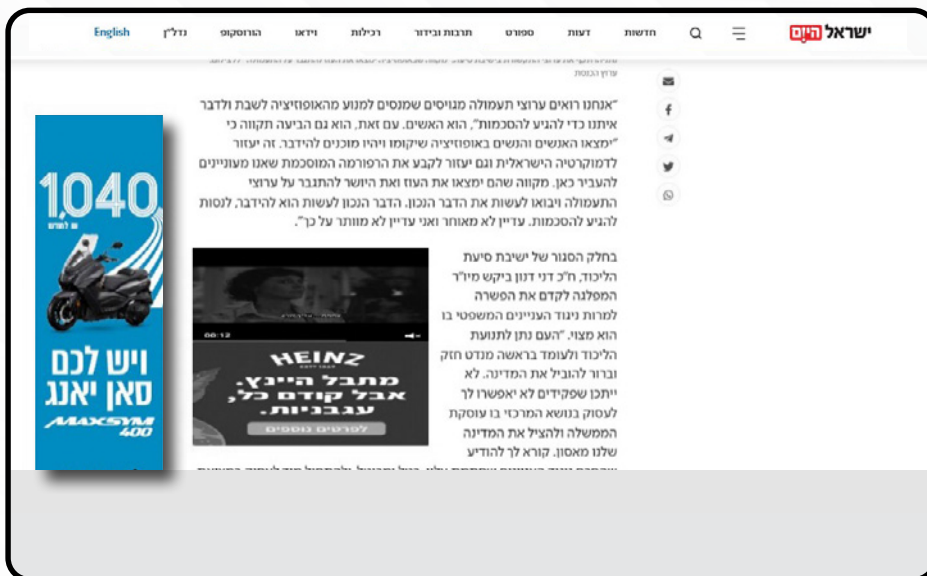 ישראל היום
חדשות דעות ספורט תרבות ובידור רכילות וידאו הורוסקופ נדל"ן English
ערוץ הכנסת
"אנחנו רואים ערוצי תעמולה מגויסים שמנסים למנוע מהאופוזיציה לשבת ולדבר
איתנו כדי להגיע להסכמות", הוא האשים. עם זאת, הוא גם הביעה תקווה כי
"ימצאו האנשים והנשים באופוזיציה שיקומו ויהיו מוכנים להידבר. זה יעזור
לדמוקרטיה הישראלית וגם יעזור לקבע את הרפורמה המוסכמת שאנו מעוניינים
להעביר כאן. מקווה שהם ימצאו את העוז ואת היושר להתגבר על ערוצי
התעמולה ויבואו לעשות את הדבר הנכון. הדבר הנכון לעשות הוא להידבר, לנסות
להגיע להסכמות. עדיין לא מאוחר ואני עדיין לא מוותר על כך".
בחלק הסגור של ישיבת סיעת
הליכוד, ח"כ דני דנון ביקש מיו"ר
המפלגה לקדם את הפשרה
למרות ניגוד העניינים המשפטי בו
הוא מצוי. "העם נתן לתנועת
הליכוד ולעומד בראשה מנדט חזק
וברור להוביל את המדינה. לא
ייתכן שפקידים לא יאפשרו לך
לעסוק בנושא המרכזי בו עוסקת
הממשלה ולהציל את המדינה
שלנו מאסון. קורא לך להודיע
00:12
HEINZ
מתבל היינץ.
אבל קודם כל,
עגבניות.
לפרטים נוספים
1,040
₪ לחודש
ויש לכם
סאן יאנג
MAXSYM
400